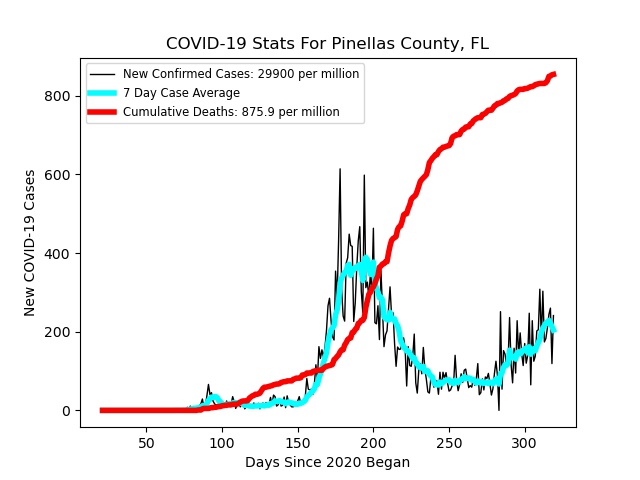 COVID-19 Stats For Pinellas County, FL
New Confirmed Cases: 29900 per million
7 Day Case Average
Cumulative Deaths: 875.9 per million
New COVID-19 Cases
800
600
400
200
0
50 100 150 200 250 300
Days Since 2020 Began